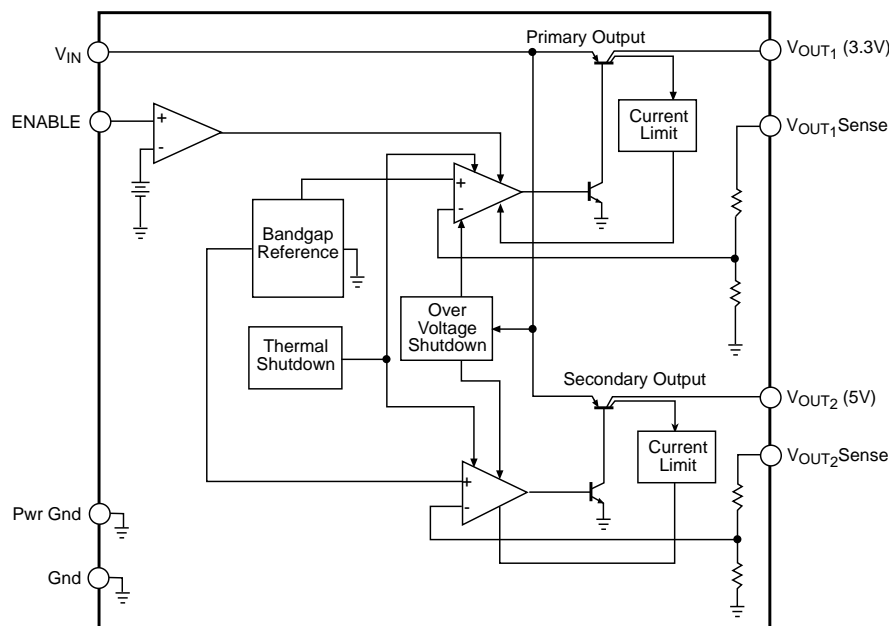 Primary Output
VIN
VOUT1 (3.3V)
ENABLE
+
-
Current
Limit
VOUT1Sense
+
-
Bandgap
Reference
Over
Voltage
Shutdown
Thermal
Shutdown
Secondary Output
VOUT2 (5V)
Current
Limit
VOUT2Sense
+
-
Pwr Gnd
Gnd